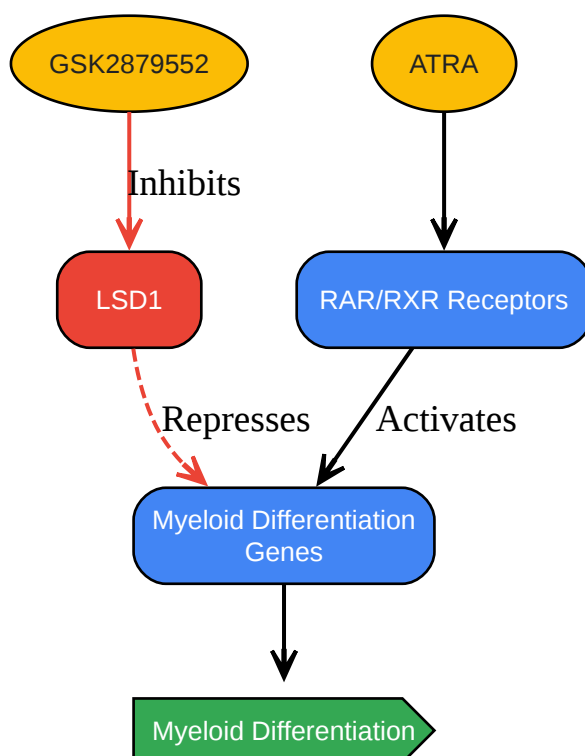 GSK2879552
ATRA
Inhibits
LSD1
RAR/RXR Receptors
Represses
Activates
Myeloid Differentiation
Genes
Myeloid Differentiation